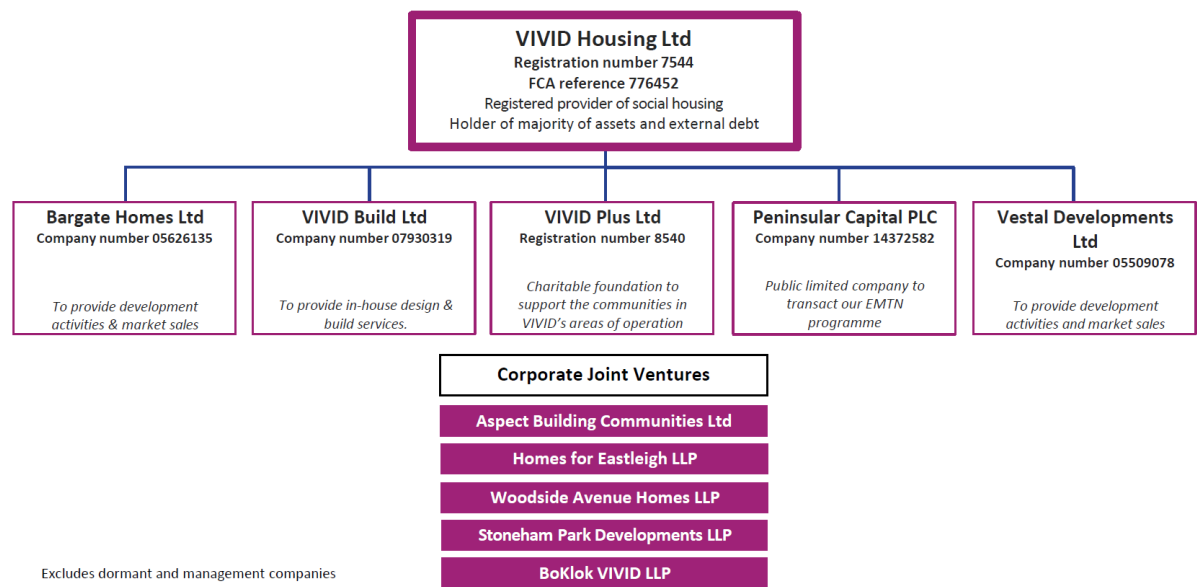 VIVID Housing Ltd
Registration number 7544
FCA reference 776452
Registered provider of social housing
Holder of majority of assets and external debt
Bargate Homes Ltd
Company number 05626135
To provide development
activities & market sales
VIVID Build Ltd
Company number 07930319
To provide in-house design &
build services.
VIVID Plus Ltd
Registration number 8540
Charitable foundation to
support the communities in
VIVID’s areas of operation
Peninsular Capital PLC
Company number 14372582
Public limited company to
transact our EMTN
programme
Vestal Developments
Ltd
Company number 05509078
To provide development
activities and market sales
Corporate Joint Ventures
Aspect Building Communities Ltd
Homes for Eastleigh LLP
Woodside Avenue Homes LLP
Stoneham Park Developments LLP
BoKlok VIVID LLP
Excludes dormant and management companies